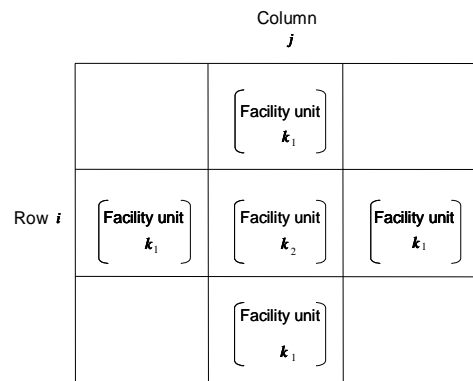 Column
j
Facility unit
k1
Row i
Facility unit
k1
Facility unit
k2
Facility unit
k1
Facility unit
k1